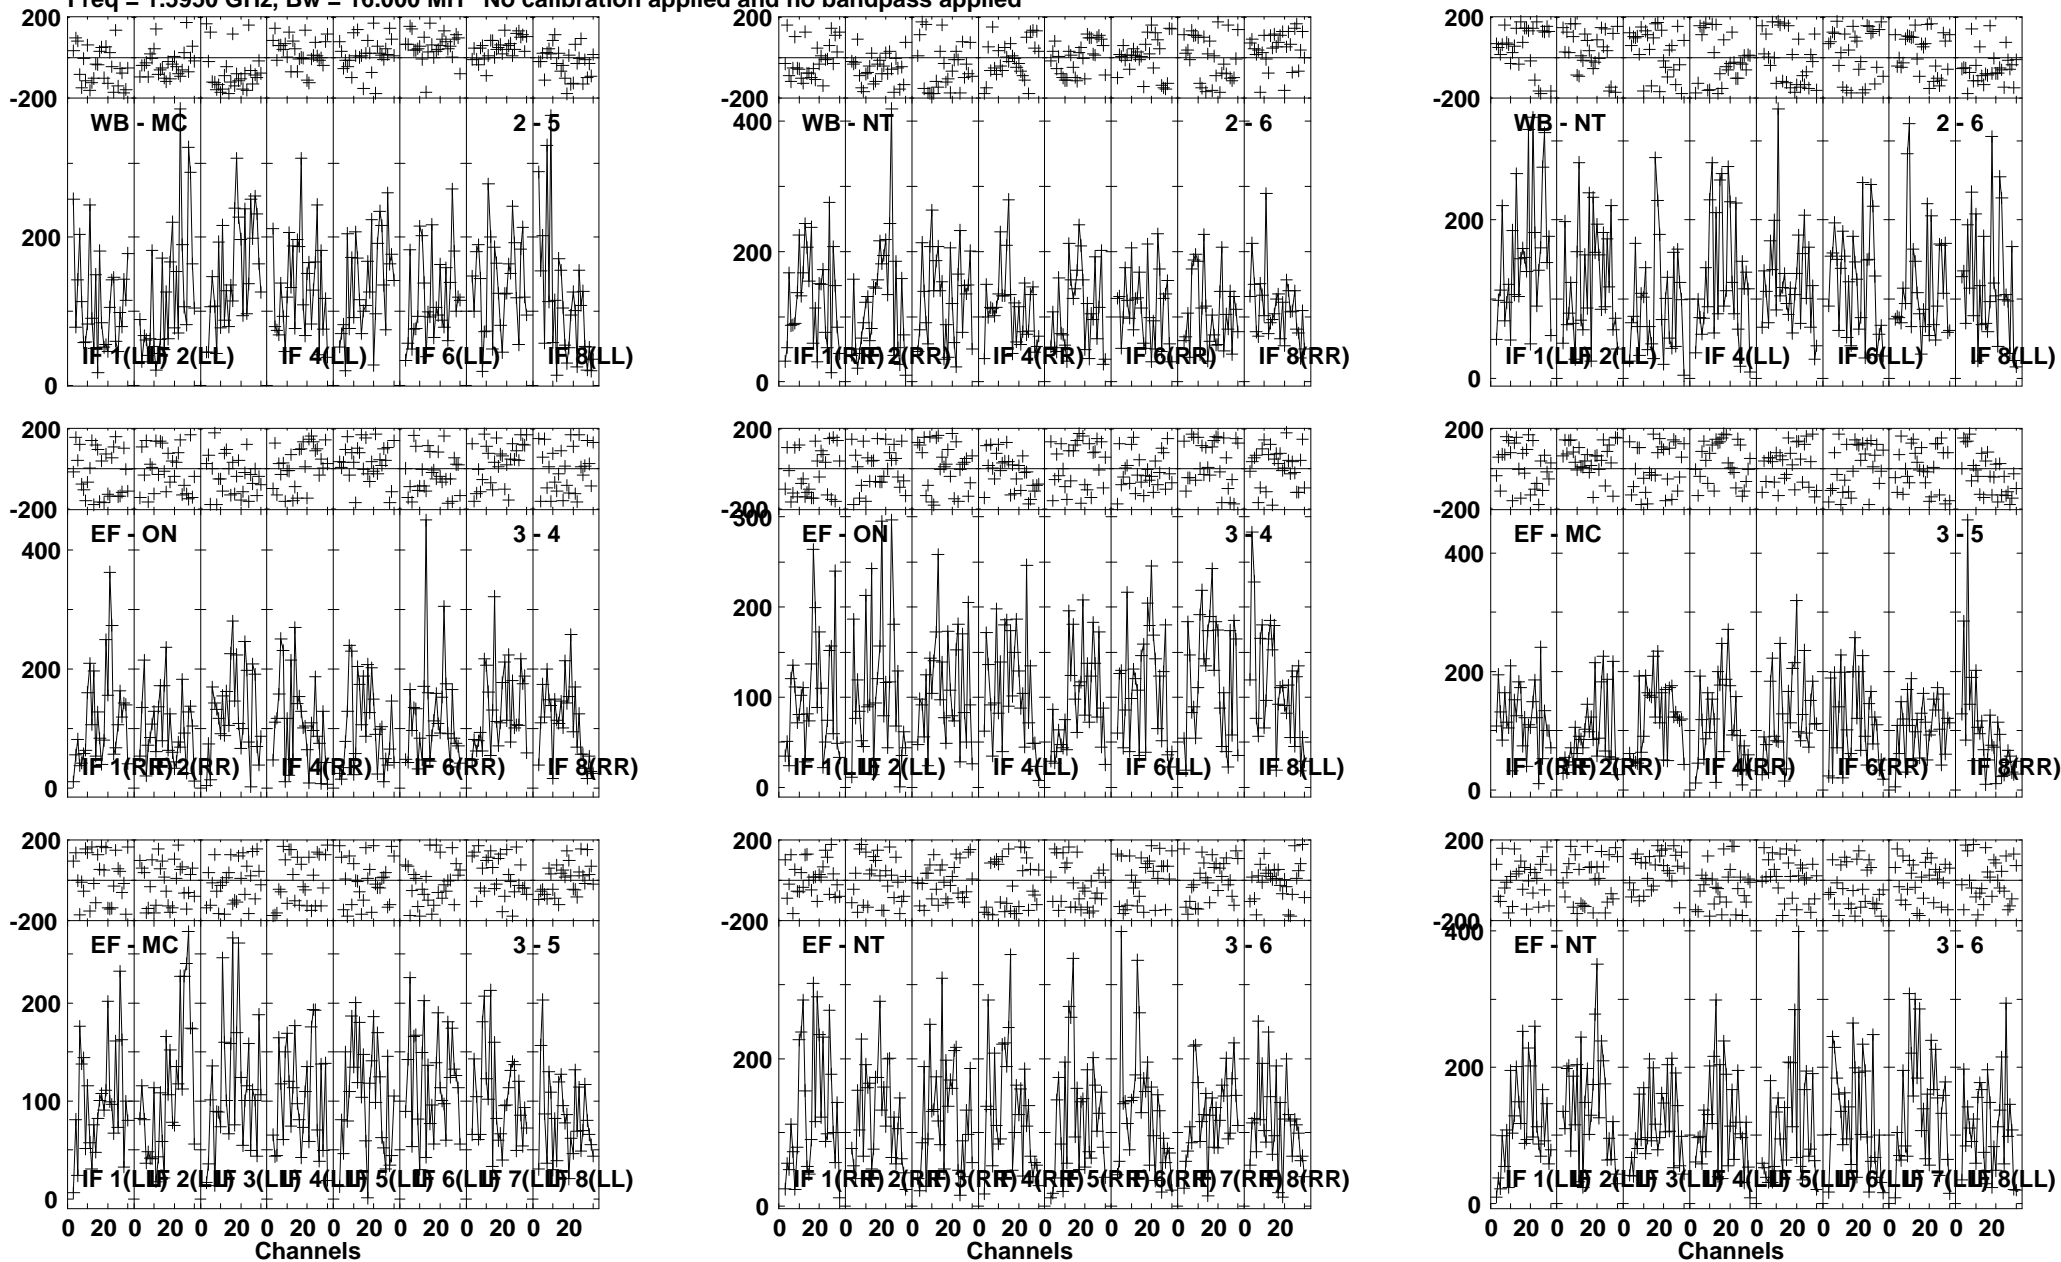 Freq = 1.5950 GHz, Bw = 16.000 MH No calibration applied and no bandpass applied
200 200 200
-200 -200 -200
WB - MC 2 - 5 WB - NT 2 - 6 WB - NT 2 - 6
400
200 200 200
0 0 0
IF 1(LL) IF 2(LL) IF 4(LL) IF 6(LL) IF 8(LL) IF 1(RR) IF 2(RR) IF 4(RR) IF 6(RR) IF 8(RR) IF 1(LL) IF 2(LL) IF 4(LL) IF 6(LL) IF 8(LL)
200 200 200
-200 -200 -200
EF - ON 3 - 4 EF - ON 3 - 4 EF - MC 3 - 5
400 300 400
200 200 200
100
0 0 0
IF 1(RR) IF 2(RR) IF 4(RR) IF 6(RR) IF 8(RR) IF 1(LL) IF 2(LL) IF 4(LL) IF 6(LL) IF 8(LL) IF 1(RR) IF 2(RR) IF 4(RR) IF 6(RR) IF 8(RR)
200 200 200
-200 -200 -200
EF - MC 3 - 5 EF - NT 3 - 6 EF - NT 3 - 6
400
200 200 200
100
0 0 0
IF 1(LL) IF 2(LL) IF 3(LL) IF 4(LL) IF 5(LL) IF 6(LL) IF 7(LL) IF 8(LL) IF 1(RR) IF 2(RR) IF 3(RR) IF 4(RR) IF 5(RR) IF 6(RR) IF 7(RR) IF 8(RR) IF 1(LL) IF 2(LL) IF 3(LL) IF 4(LL) IF 5(LL) IF 6(LL) IF 7(LL) IF 8(LL)
0 20 0 20 0 20 0 20 0 20 0 20 0 20 0 20 0 20 0 20 0 20 0 20 0 20 0 20 0 20 0 20 0 20 0 20 0 20 0 20 0 20 0 20 0 20 0 20
Channels Channels Channels